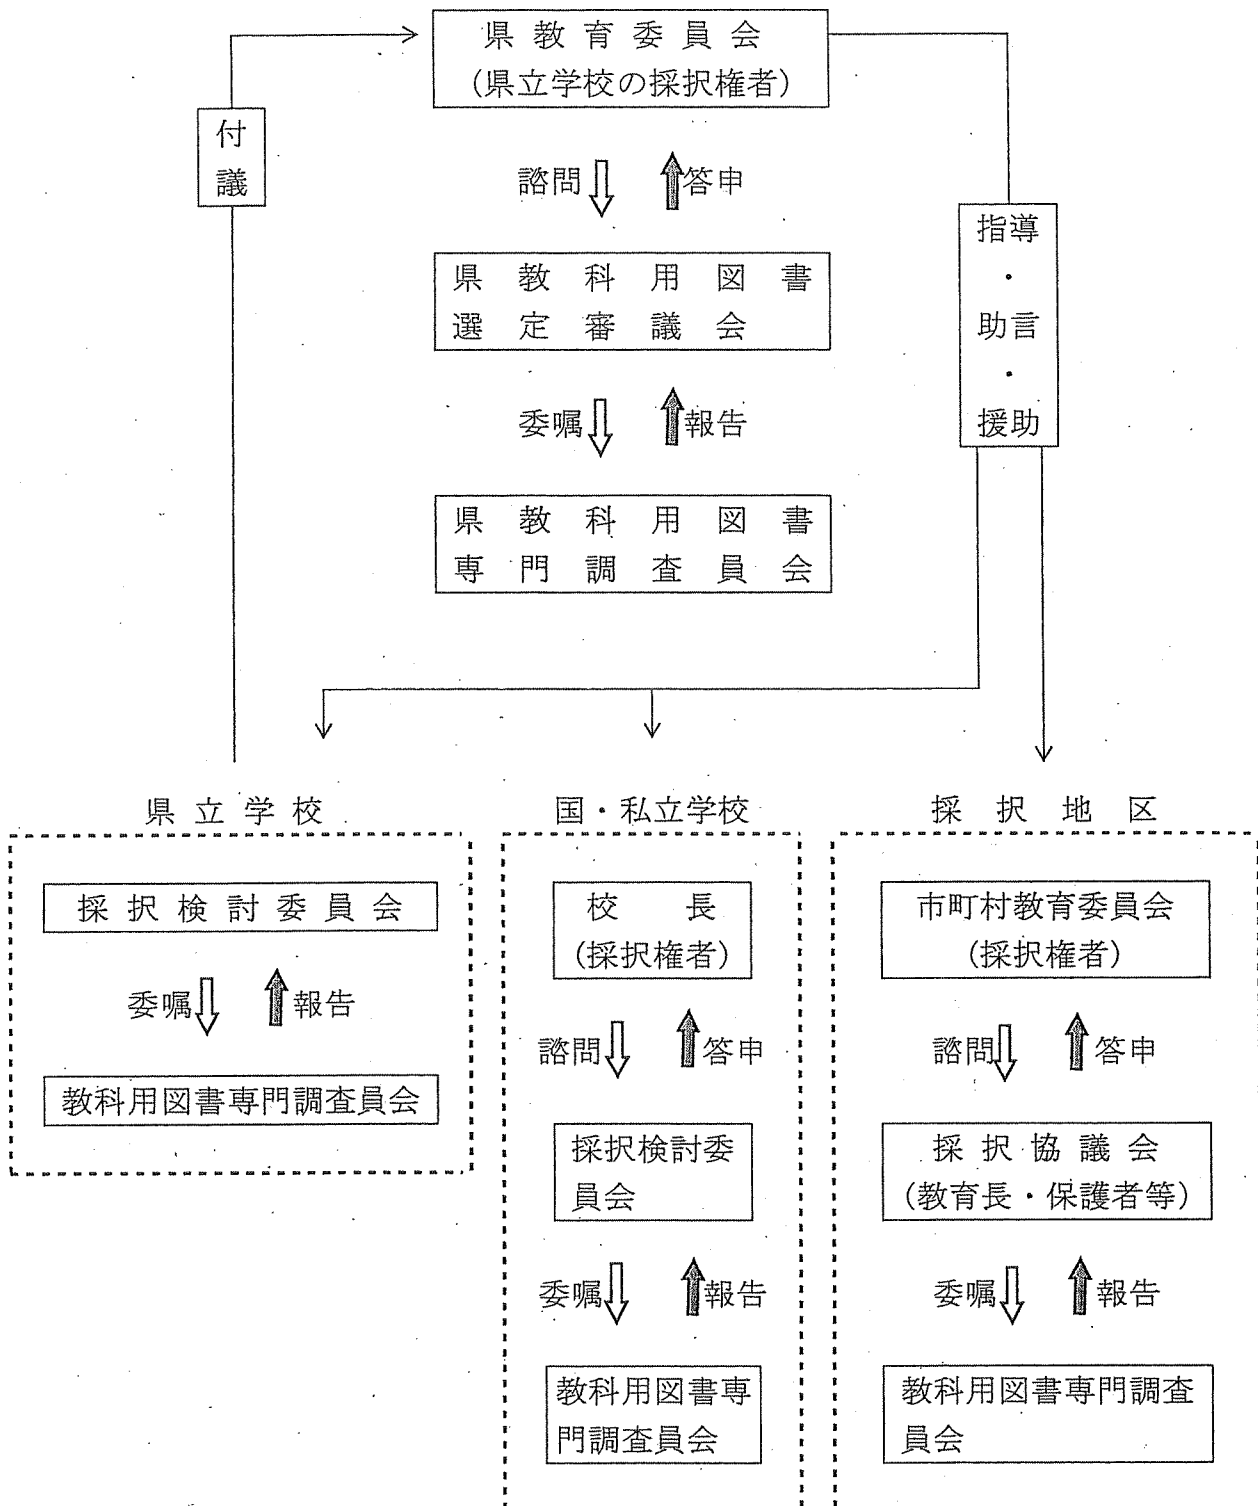 県教育委員会
(県立学校の採択権者)
付
議
諮問
答申
指導
・
助言
・
援助
県教科用図書
選定審議会
委嘱
報告
県教科用図書
専門調査員会
県立学校
採択検討委員会
委嘱
報告
教科用図書専門調査員会
国・私立学校
校長
(採択権者)
諮問
答申
採択検討委
員会
委嘱
報告
教科用図書専
門調査員会
採択地区
市町村教育委員会
(採択権者)
諮問
答申
採択協議会
(教育長・保護者等)
委嘱
報告
教科用図書専門調査
員会